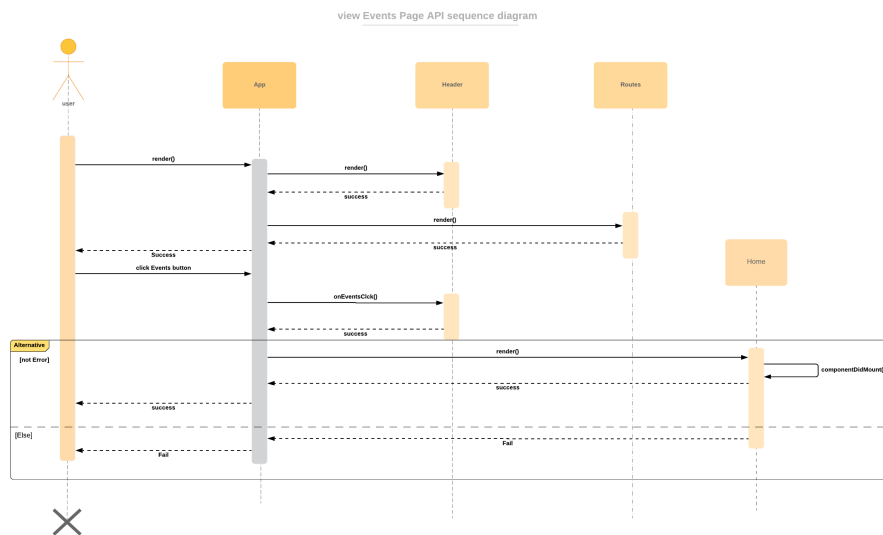 view Events Page API sequence diagram
user
App
Header
Routes
render()
render()
success
render()
success
Success
click Events button
Home
onEventsClck()
success
Alternative
[not Error]
render()
componentDidMount(
success
success
[Else]
Fail
Fail